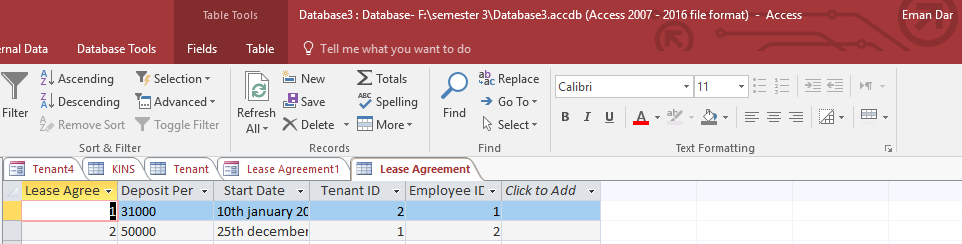 Table Tools Database3 : Database- F:\semester 3\Database3.accdb (Access 2007 - 2016 file format) - Access Eman Dar
rnal Data Database Tools Fields Table Tell me what you want to do
Filter Ascending Selection New Totals Replace Calibri 11
Descending Advanced Refresh All Save Spelling Find Go To
Remove Sort Toggle Filter Delete More Select B I U A
Sort & Filter Records Find Text Formatting
Tenant4 KINS Tenant Lease Agreement1 Lease Agreement
Lease Agree Deposit Per Start Date Tenant ID Employee ID Click to Add
1 31000 10th january 20 2 1
2 50000 25th december 1 2